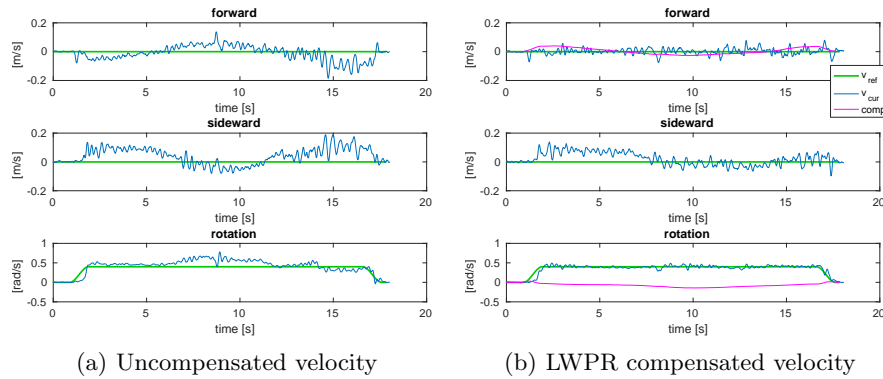 forward
0.2
0
-0.2
[m/s]
0 5 10 15 20
time [s]
sideward
0.2
0
-0.2
[m/s]
0 5 10 15 20
time [s]
rotation
1
0.5
0
-0.5
[rad/s]
0 5 10 15 20
time [s]
(a) Uncompensated velocity
forward
0.2
0
-0.2
[m/s]
0 5 10 15 20
time [s]
v ref
v cur
comp
sideward
0.2
0
-0.2
[m/s]
0 5 10 15 20
time [s]
rotation
1
0.5
0
-0.5
[rad/s]
0 5 10 15 20
time [s]
(b) LWPR compensated velocity